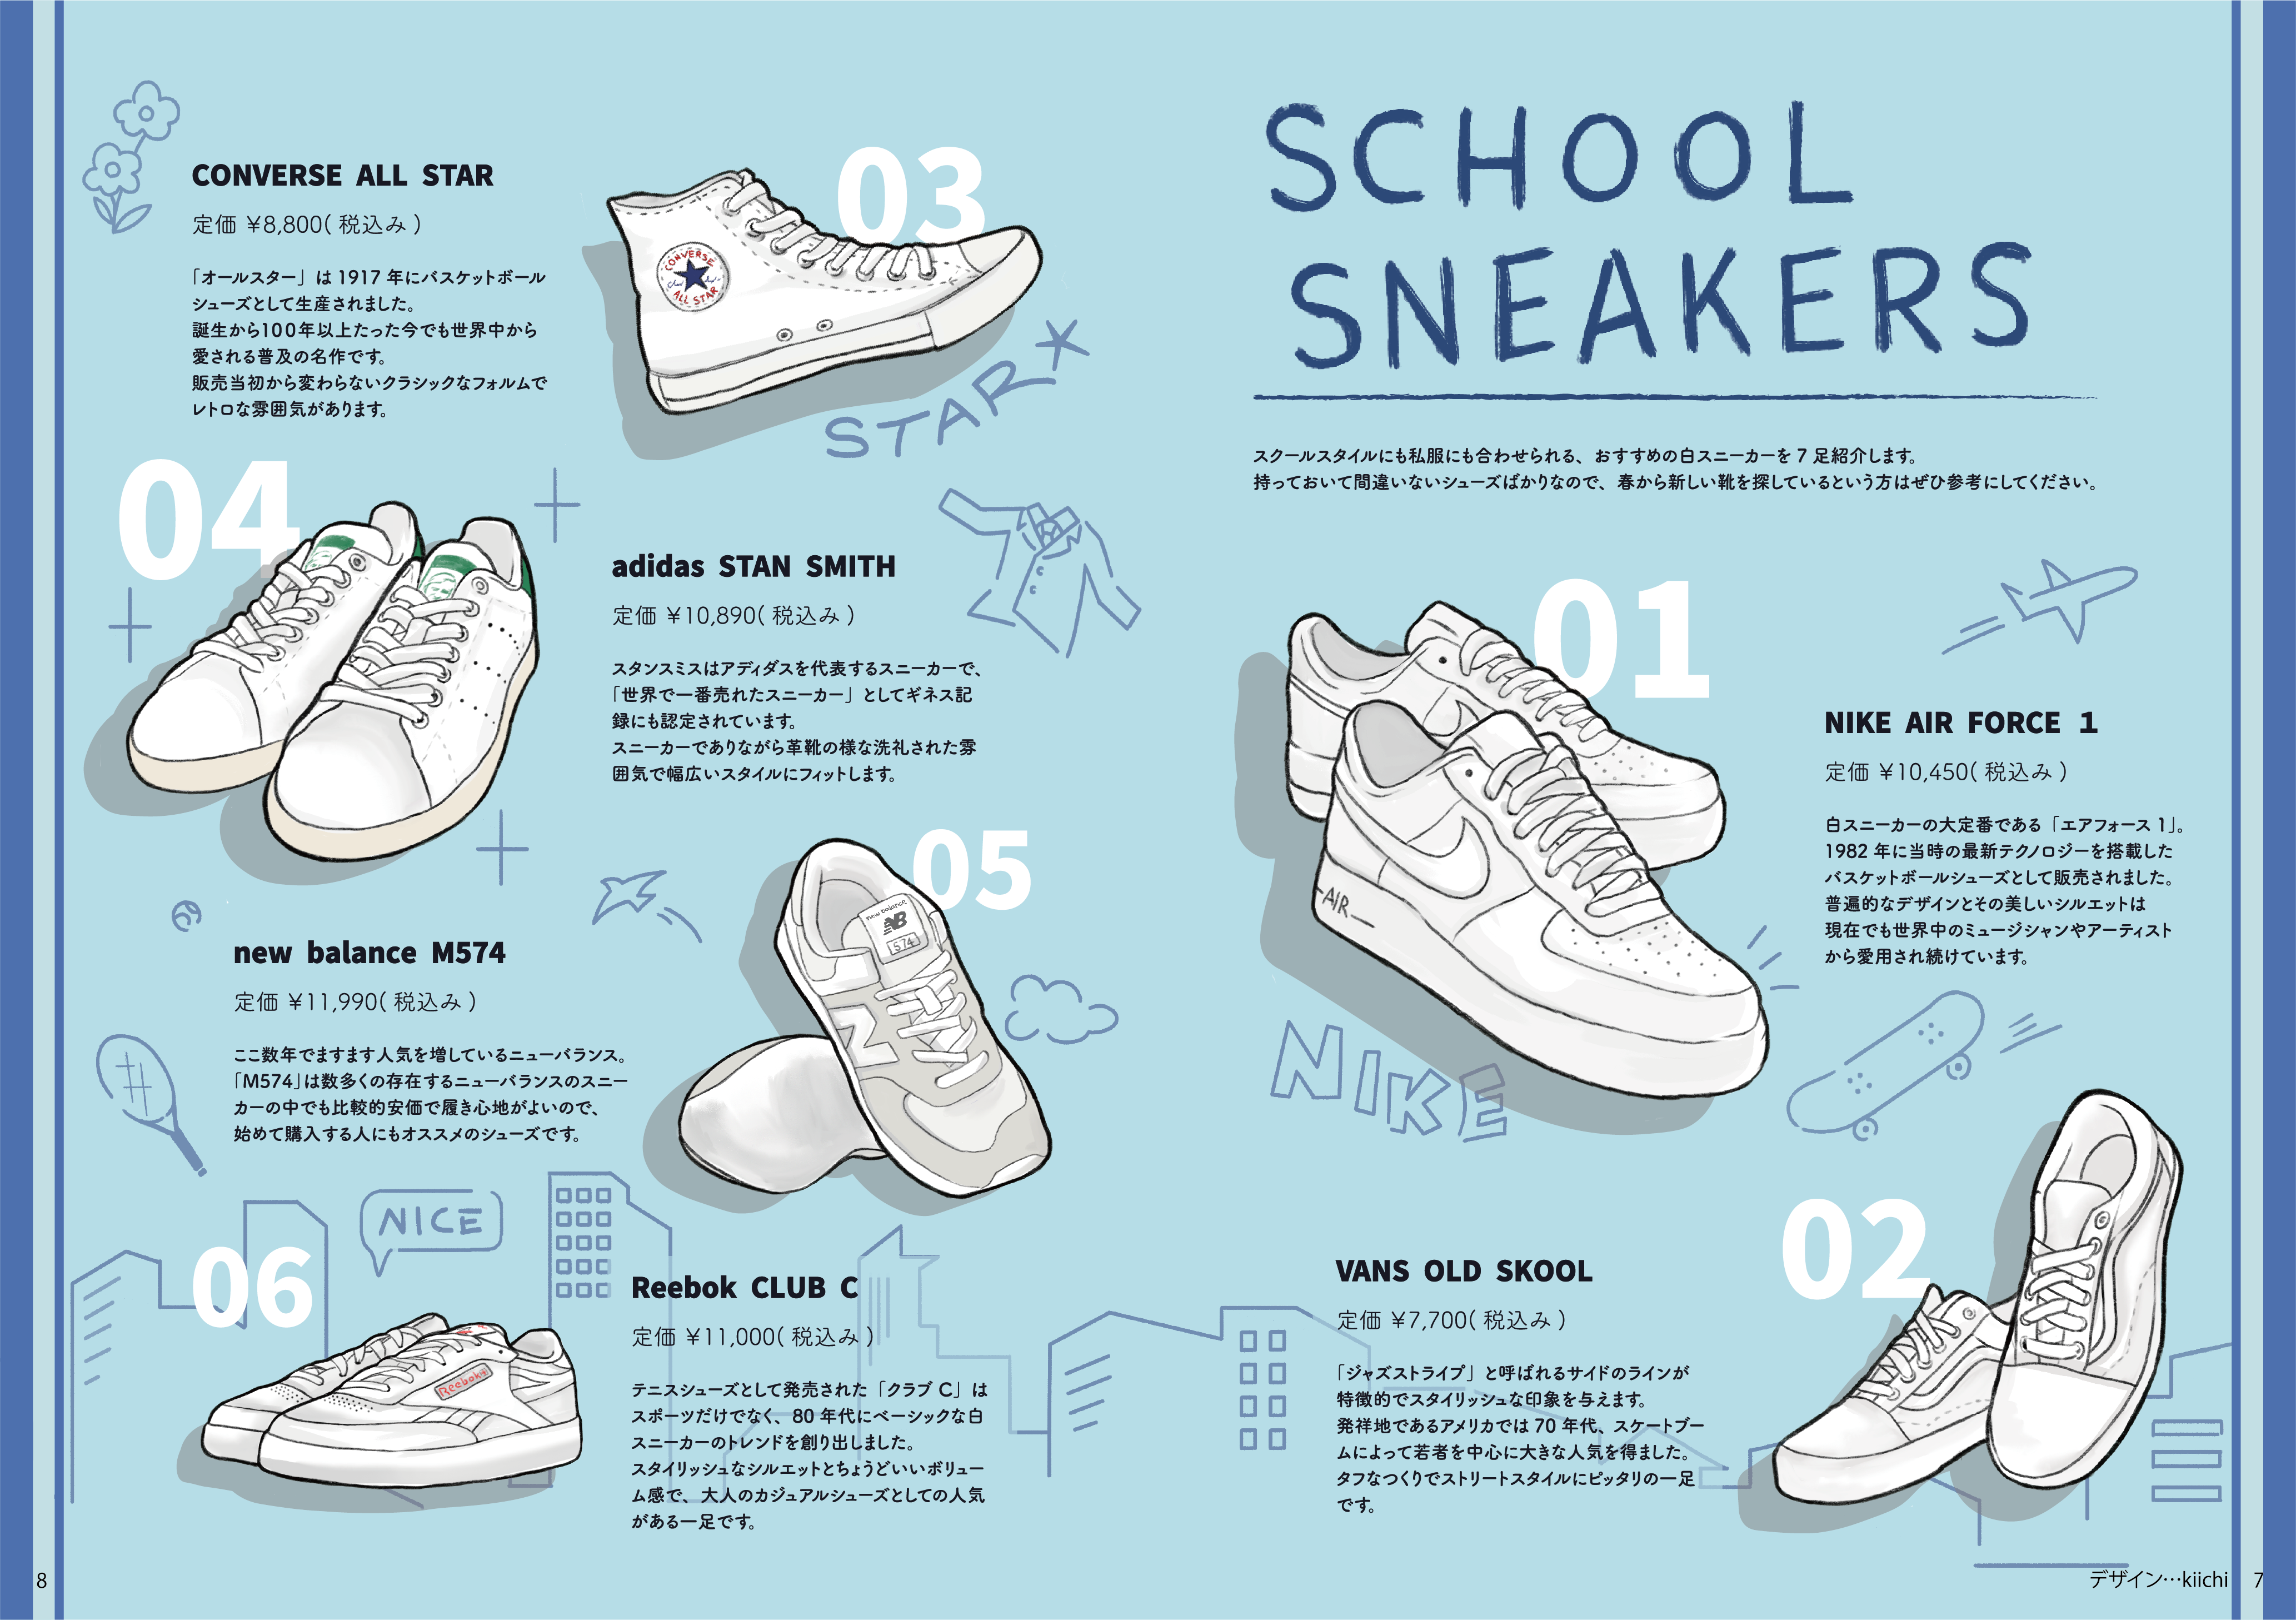 SCHOOL
SNEAKERS
スクールスタイルにも私服にも合わせられる、おすすめの白スニーカーを 7 足紹介します。
持っておいて間違いないシューズばかりなので、春から新しい靴を探しているという方はぜひ参考にしてください。
01
NIKE AIR FORCE 1
定価 ¥10,450( 税込み )
白スニーカーの大定番である「エアフォース 1」。
1982 年に当時の最新テクノロジーを搭載した
バスケットボールシューズとして販売されました。
普遍的なデザインとその美しいシルエットは
現在でも世界中のミュージシャンやアーティスト
から愛用され続けています。
AIR
NIKE
02
VANS OLD SKOOL
定価 ¥7,700( 税込み )
「ジャズストライプ」と呼ばれるサイドのラインが
特徴的でスタイリッシュな印象を与えます。
発祥地であるアメリカでは 70 年代、スケートブー
ムによって若者を中心に大きな人気を得ました。
タフなつくりでストリートスタイルにピッタリの一足
です。
デザイン…kiichi
7
03
CONVERSE ALL STAR
定価 ¥8,800( 税込み )
「オールスター」は 1917 年にバスケットボール
シューズとして生産されました。
誕生から100年以上たった今でも世界中から
愛される普及の名作です。
販売当初から変わらないクラシックなフォルムで
レトロな雰囲気があります。
CONVERSE
ALL STAR
STAR
04
adidas STAN SMITH
定価 ¥10,890( 税込み )
スタンスミスはアディダスを代表するスニーカーで、
「世界で一番売れたスニーカー」としてギネス記
録にも認定されています。
スニーカーでありながら革靴の様な洗礼された雰
囲気で幅広いスタイルにフィットします。
05
new balance M574
定価 ¥11,990( 税込み )
ここ数年でますます人気を増しているニューバランス。
「M574」は数多くの存在するニューバランスのスニー
カーの中でも比較的安価で履き心地がよいので、
始めて購入する人にもオススメのシューズです。
new balance
NB
574
N
NICE
06
Reebok CLUB C
定価 ¥11,000( 税込み )
テニスシューズとして発売された「クラブ C」は
スポーツだけでなく、80 年代にベーシックな白
スニーカーのトレンドを創り出しました。
スタイリッシュなシルエットとちょうどいいボリュー
ム感で、大人のカジュアルシューズとしての人気
がある一足です。
Reebok
8